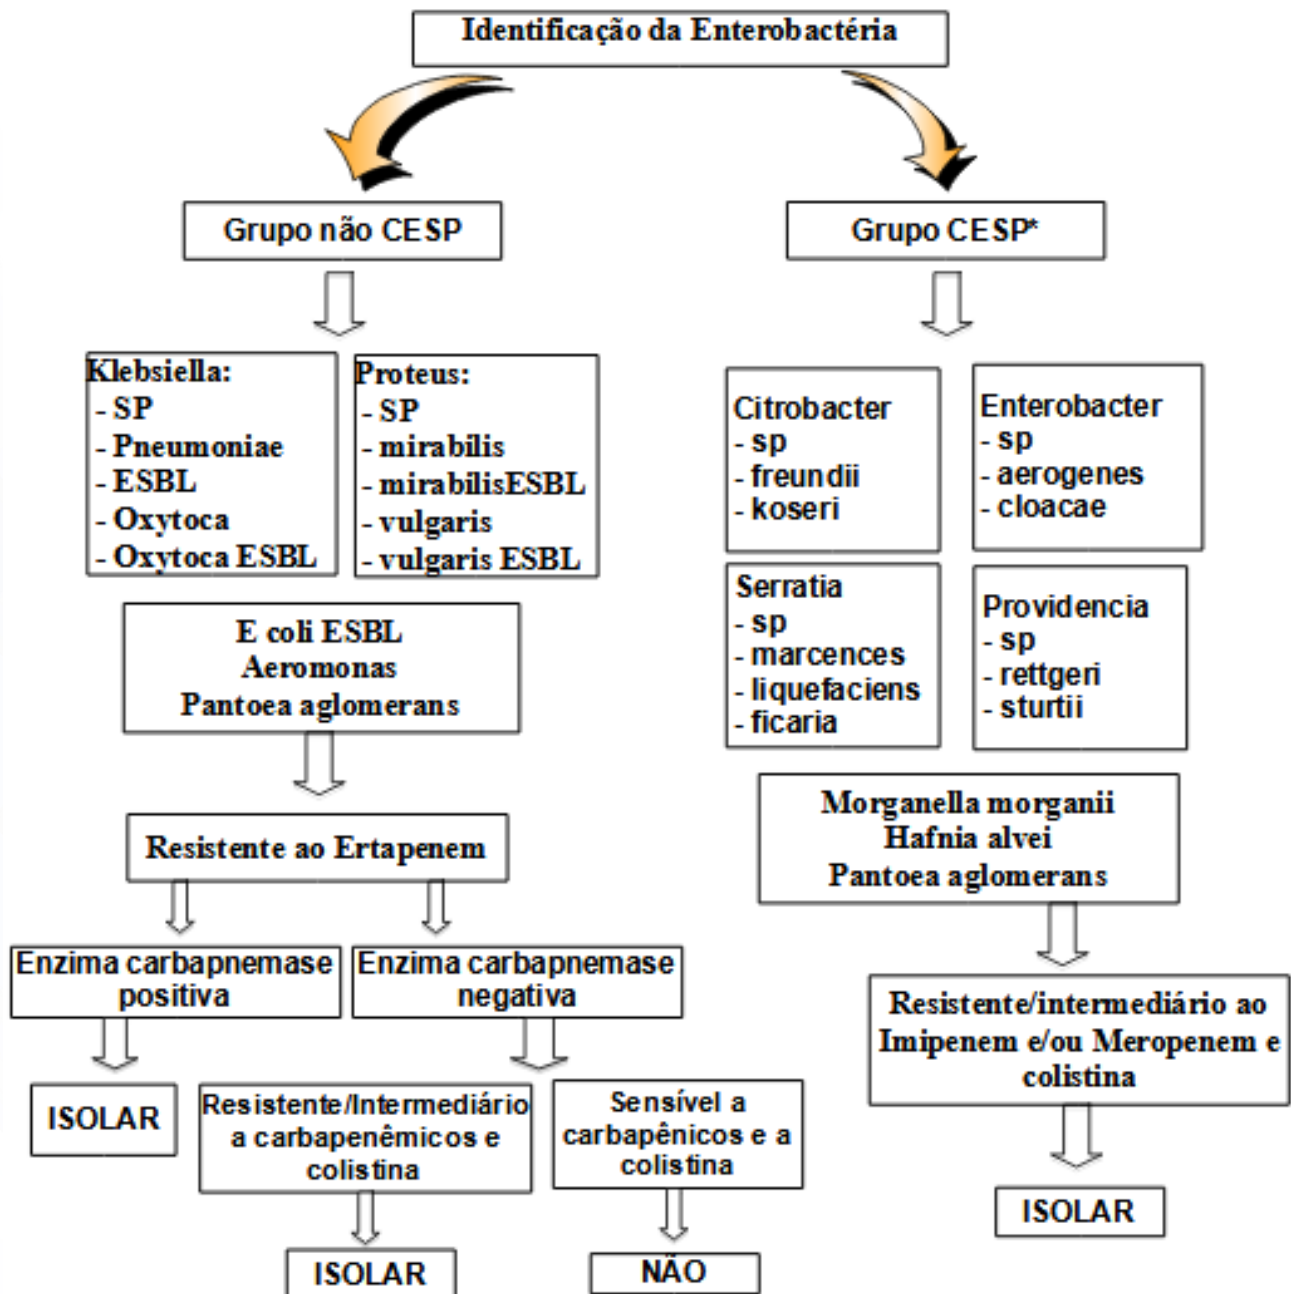 Identificação da Enterobactéria
Grupo não CESP
Grupo CESP*
Klebsiella:
- SP
- Pneumoniae
- ESBL
- Oxytoca
- Oxytoca ESBL
Proteus:
- SP
- mirabilis
- mirabilisESBL
- vulgaris
- vulgaris ESBL
Citrobacter
- sp
- freundii
- koseri
Enterobacter
- sp
- aerogenes
- cloacae
Serratia
- sp
- marcences
- liquefaciens
- ficaria
Providencia
- sp
- rettgeri
- sturtii
E coli ESBL
Aeromonas
Pantoea aglomerans
Morganella morganii
Hafnia alvei
Pantoea aglomerans
Resistente ao Ertapenem
Enzima carbapnemase
positiva
Enzima carbapnemase
negativa
Resistente/intermediário ao
Imipenem e/ou Meropenem e
colistina
ISOLAR
Resistente/Intermediário
a carbapenêmicos e
colistina
Sensível a
carbapênicos e a
colistina
ISOLAR
ISOLAR
NÃO